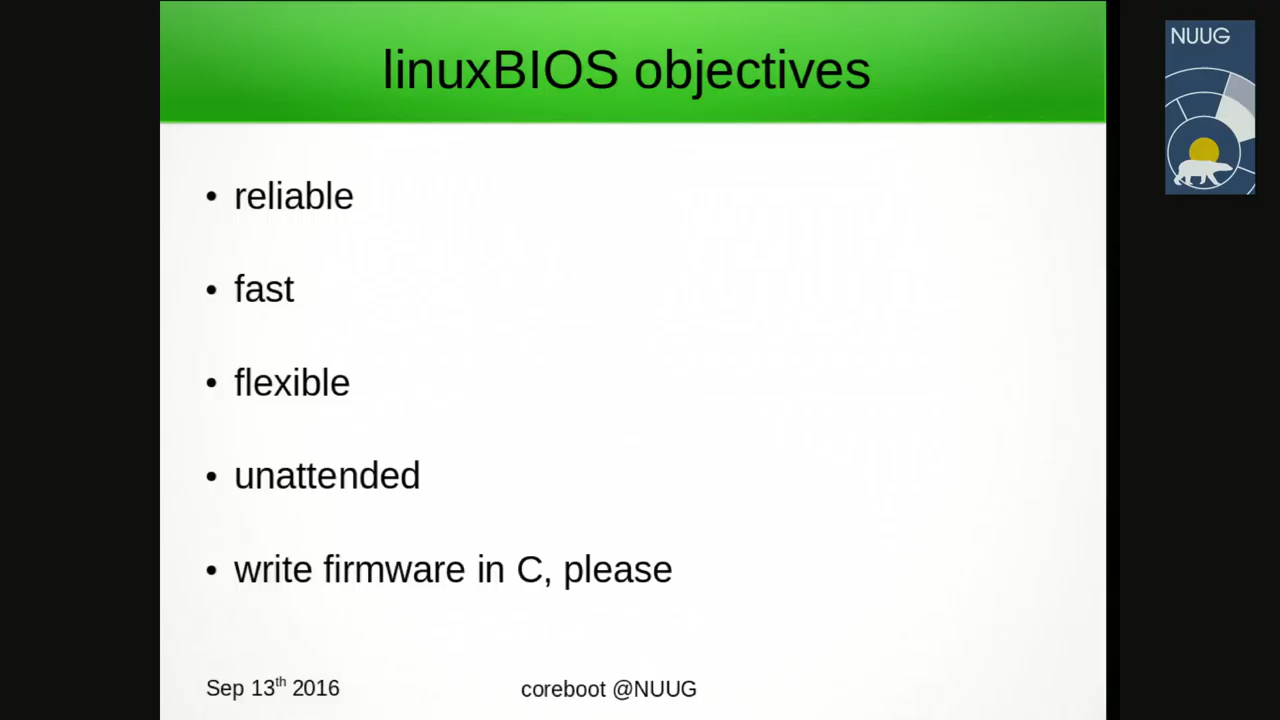 linuxBIOS objectives
NUUG
• reliable
• fast
• flexible
• unattended
• write firmware in C, please
Sep 13th 2016
coreboot @NUUG